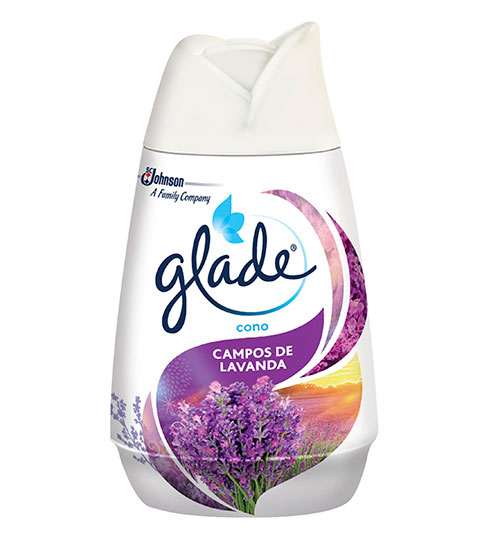 SC Johnson
A Family Company
glade®
cono
CAMPOS DE
LAVANDA